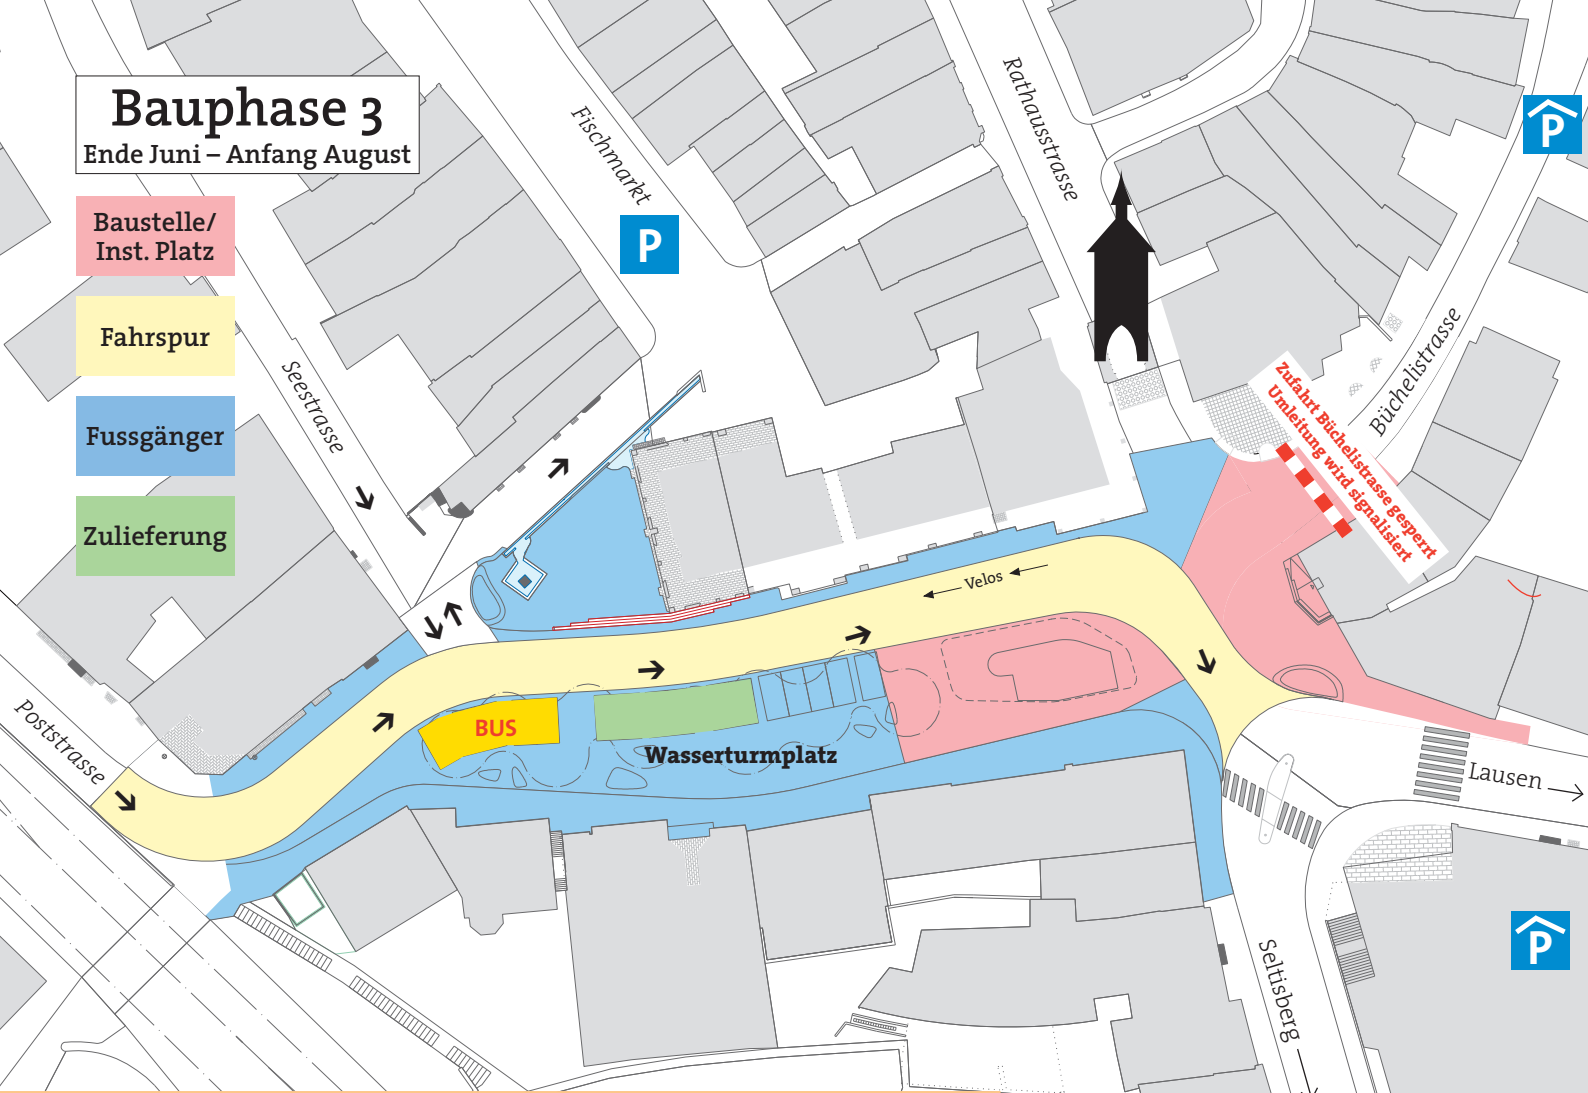 Bauphase 3
Ende Juni – Anfang August
Baustelle/
Inst. Platz
Fahrspur
Fussgänger
Zulieferung
Fischmarkt
P
Rathausstrasse
P
Seestrasse
Büchelistrasse
Zufahrt Büchelistrasse gesperrt
Umleitung wird signalisiert
Velos
Poststrasse
BUS
Wasserturmplatz
Lausen
Seltisberg
P